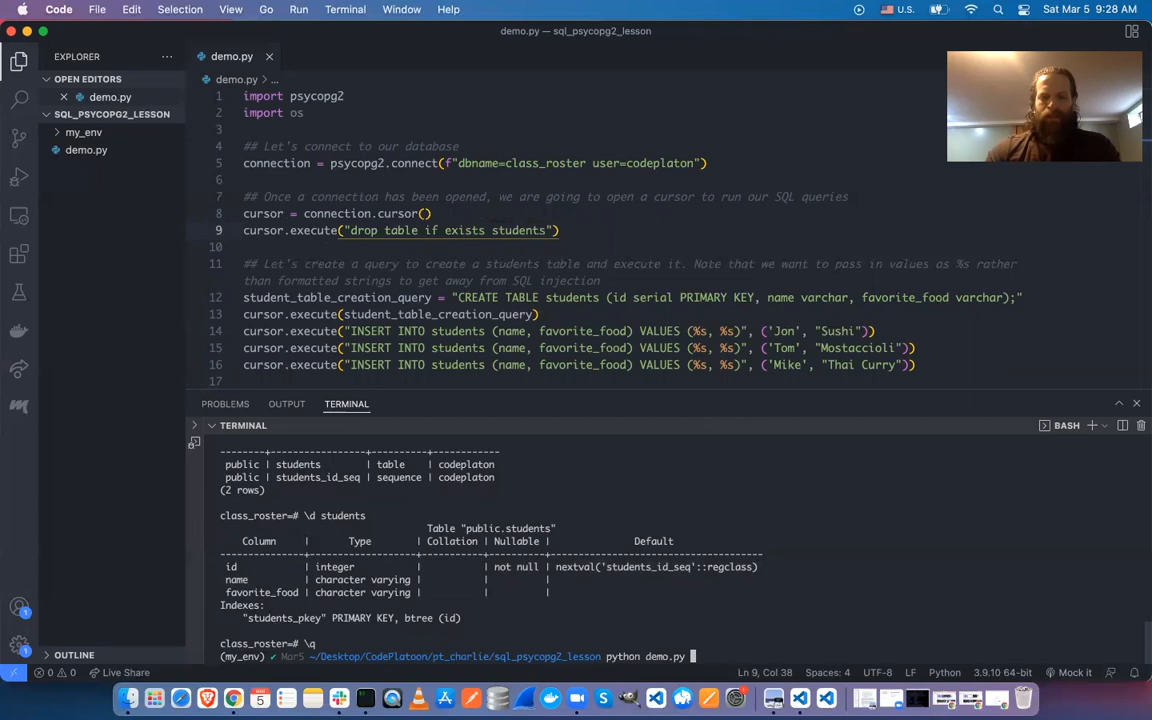 Code File Edit Selection View Go Run Terminal Window Help U.S. Sat Mar 5 9:28 AM
demo.py — sql_psycopg2_lesson
EXPLORER
demo.py
OPEN EDITORS
demo.py > ...
demo.py
SQL_PSYCOPG2_LESSON
my_env
demo.py
1 import psycopg2
2 import os
3
4 ## Let's connect to our database
5 connection = psycopg2.connect(f"dbname=class_roster user=codeplaton")
6
7 ## Once a connection has been opened, we are going to open a cursor to run our SQL queries
8 cursor = connection.cursor()
9 cursor.execute("drop table if exists students")
10
11 ## Let's create a query to create a students table and execute it. Note that we want to pass in values as %s rather
than formatted strings to get away from SQL injection
12 student_table_creation_query = "CREATE TABLE students (id serial PRIMARY KEY, name varchar, favorite_food varchar);"
13 cursor.execute(student_table_creation_query)
14 cursor.execute("INSERT INTO students (name, favorite_food) VALUES (%s, %s)", ('Jon', "Sushi"))
15 cursor.execute("INSERT INTO students (name, favorite_food) VALUES (%s, %s)", ('Tom', "Mostaccioli"))
16 cursor.execute("INSERT INTO students (name, favorite_food) VALUES (%s, %s)", ('Mike', "Thai Curry"))
17
PROBLEMS OUTPUT TERMINAL
TERMINAL BASH
--------+-----------------+----------+------------
public | students | table | codeplaton
public | students_id_seq | sequence | codeplaton
(2 rows)
class_roster=# \d students
Table "public.students"
Column | Type | Collation | Nullable | Default
---------------+-------------------+-----------+----------+--------------------------------------
id | integer | | not null | nextval('students_id_seq'::regclass)
name | character varying | | |
favorite_food | character varying | | |
Indexes:
"students_pkey" PRIMARY KEY, btree (id)
class_roster=# \q
(my_env) ✔ Mar5 ~/Desktop/CodePlatoon/pt_charlie/sql_psycopg2_lesson python demo.py
OUTLINE
0 0 Live Share Ln 9, Col 38 Spaces: 4 UTF-8 LF Python 3.9.10 64-bit Mock it